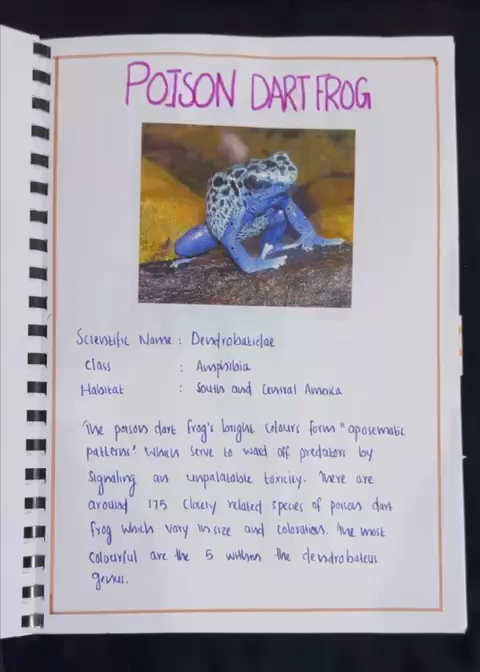 POISON DART FROG
Scientific Name : Dendrobatidae
Class : Amphibia
Habitat : South and Central America
The poison dart frog's bright colours form "aposematic
patterns". Which serve to ward off predators by
signaling an unpalatable toxicity. There are
around 175 closely related species of poison dart
frog which vary in size and coloration. The most
colourful are the 5 within the dendrobateus
genus.